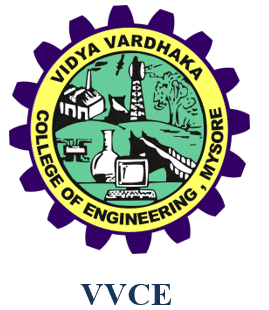 VIDYA VARDHAKA
COLLEGE OF ENGINEERING, MYSORE
VVCE